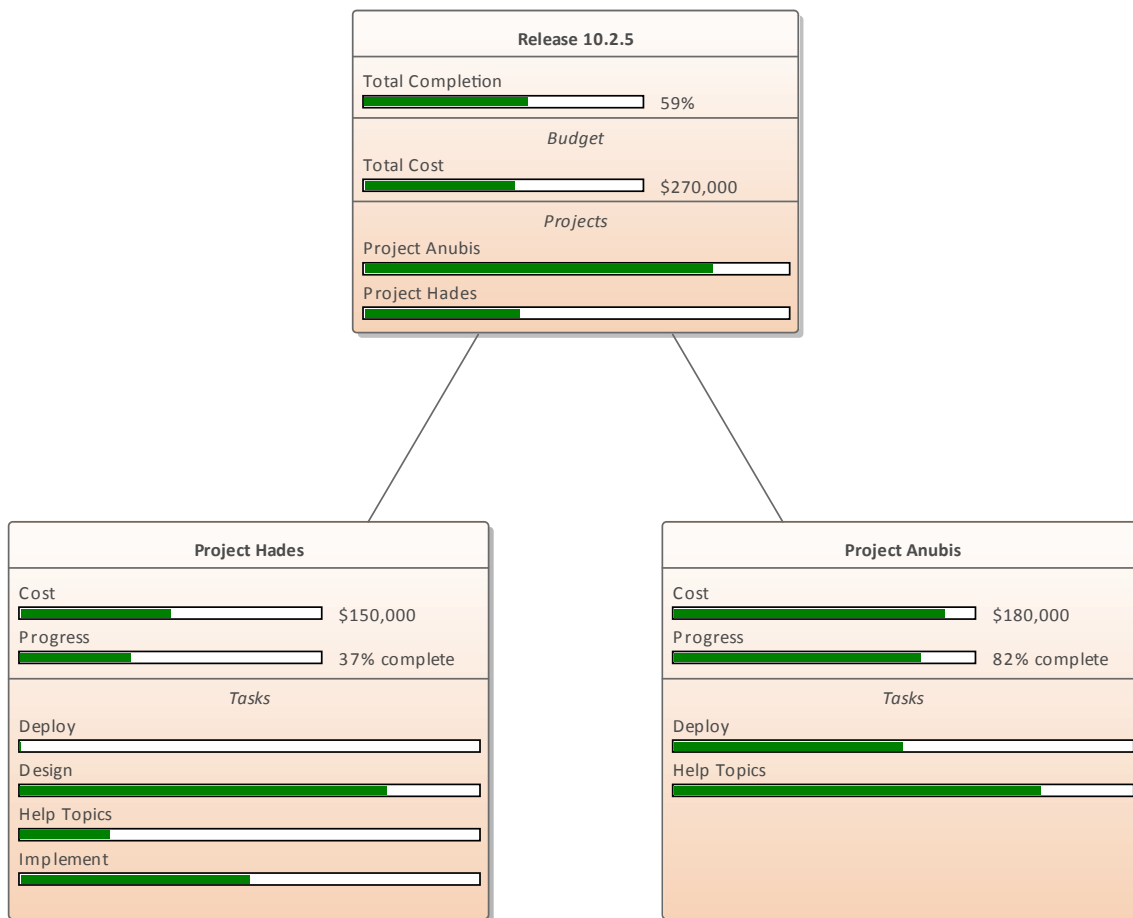 Release 10.2.5
Total Completion
59%
Budget
Total Cost
$270,000
Projects
Project Anubis
Project Hades
Project Hades
Cost
$150,000
Progress
37% complete
Tasks
Deploy
Design
Help Topics
Implement
Project Anubis
Cost
$180,000
Progress
82% complete
Tasks
Deploy
Help Topics